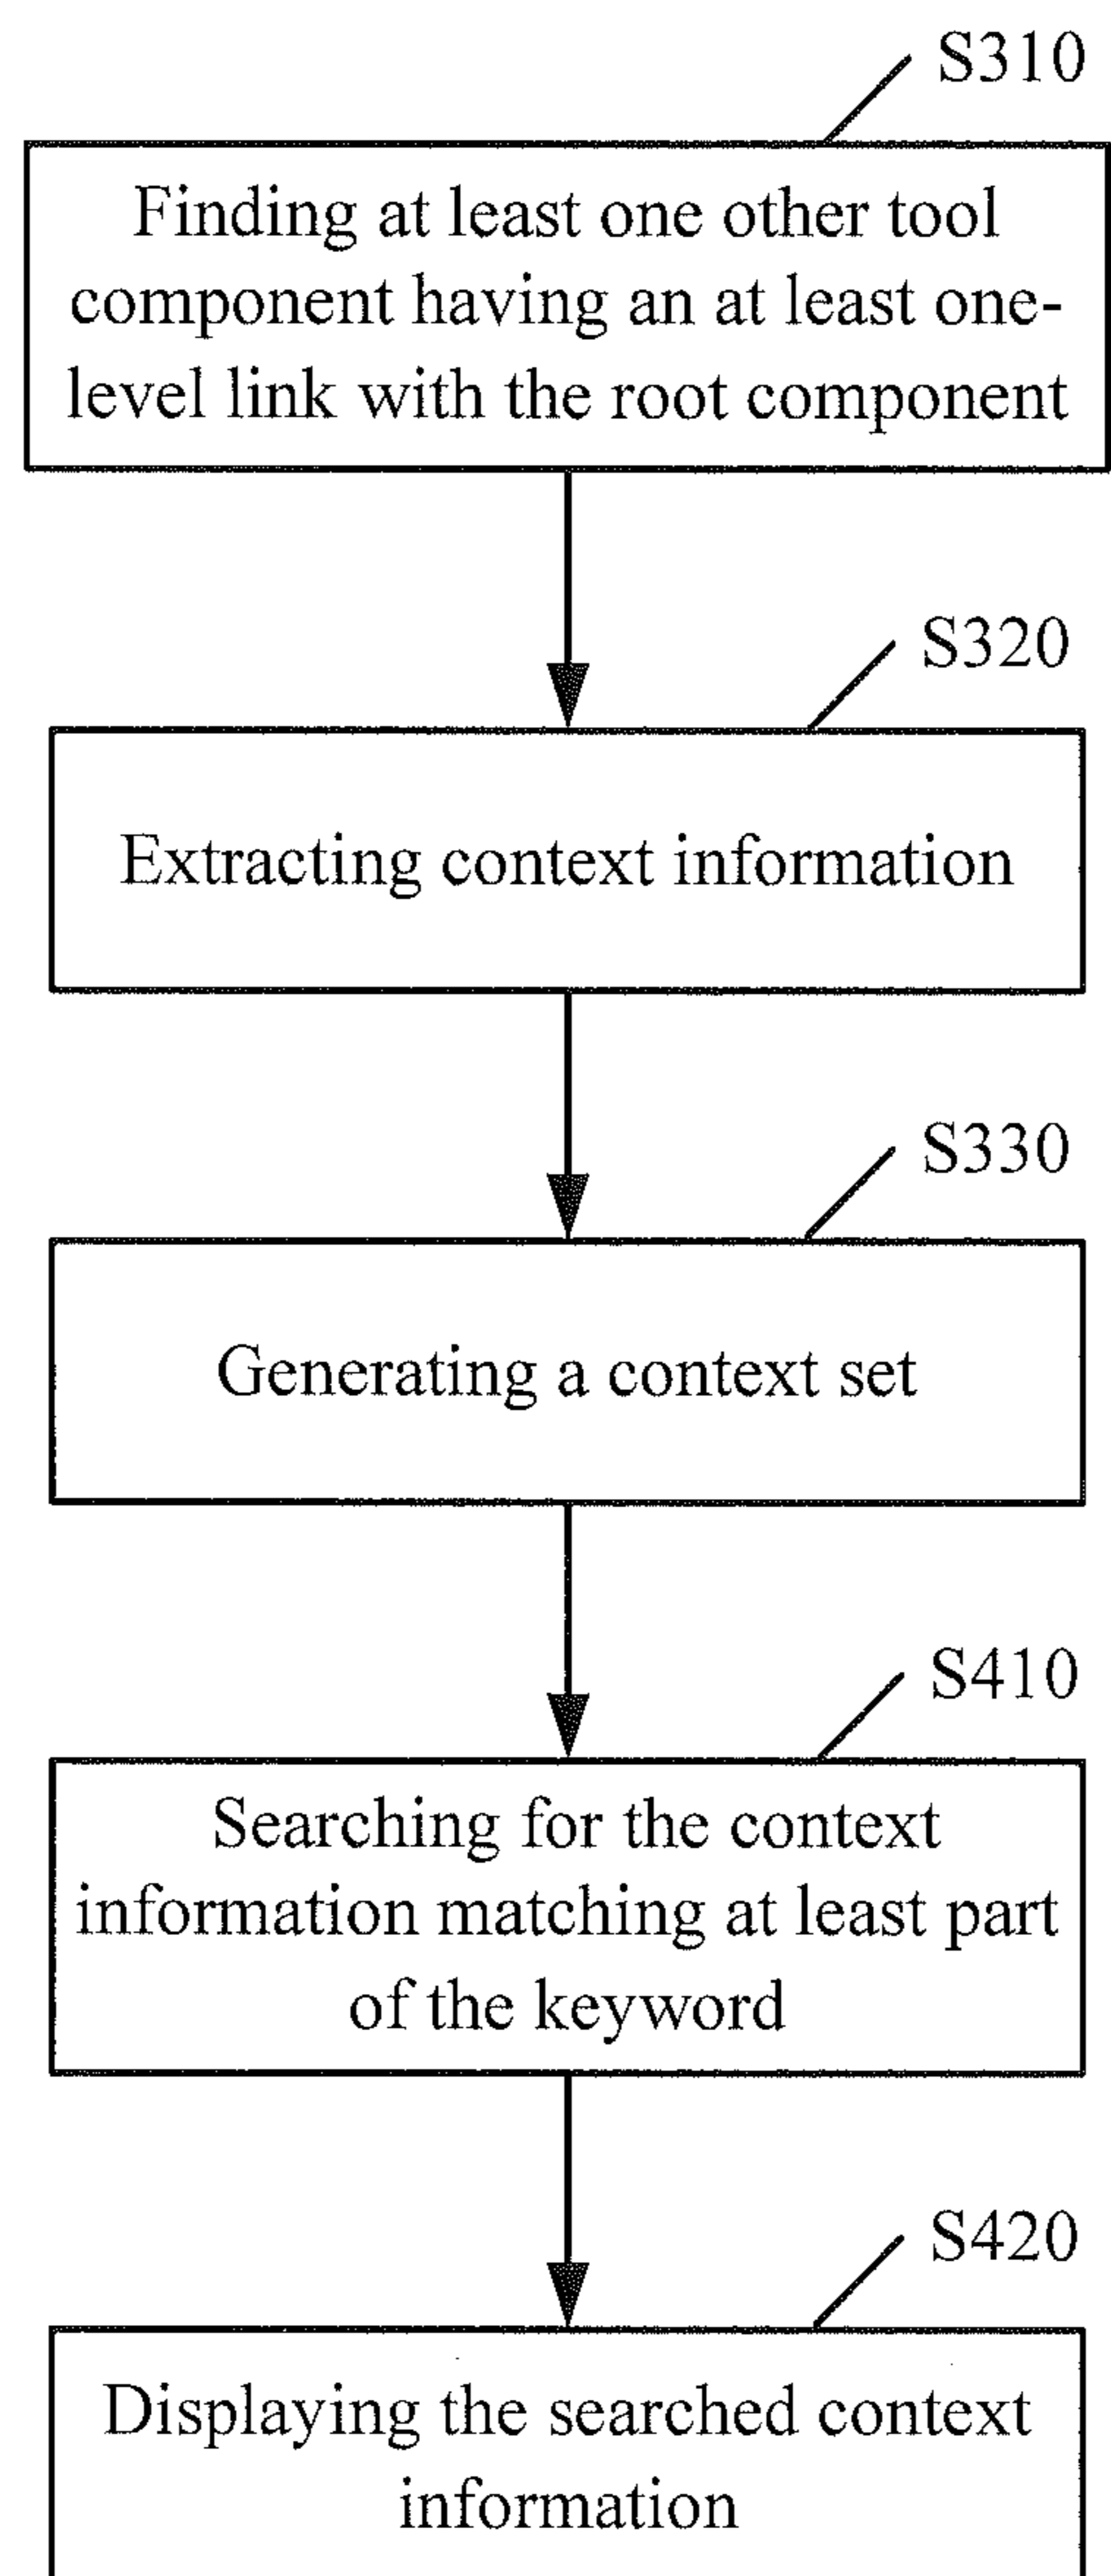 S310
Finding at least one other tool
component having an at least one-
level link with the root component
S320
Extracting context information
S330
Generating a context set
S410
Searching for the context
information matching at least part
of the keyword
S420
Displaying the searched context
information